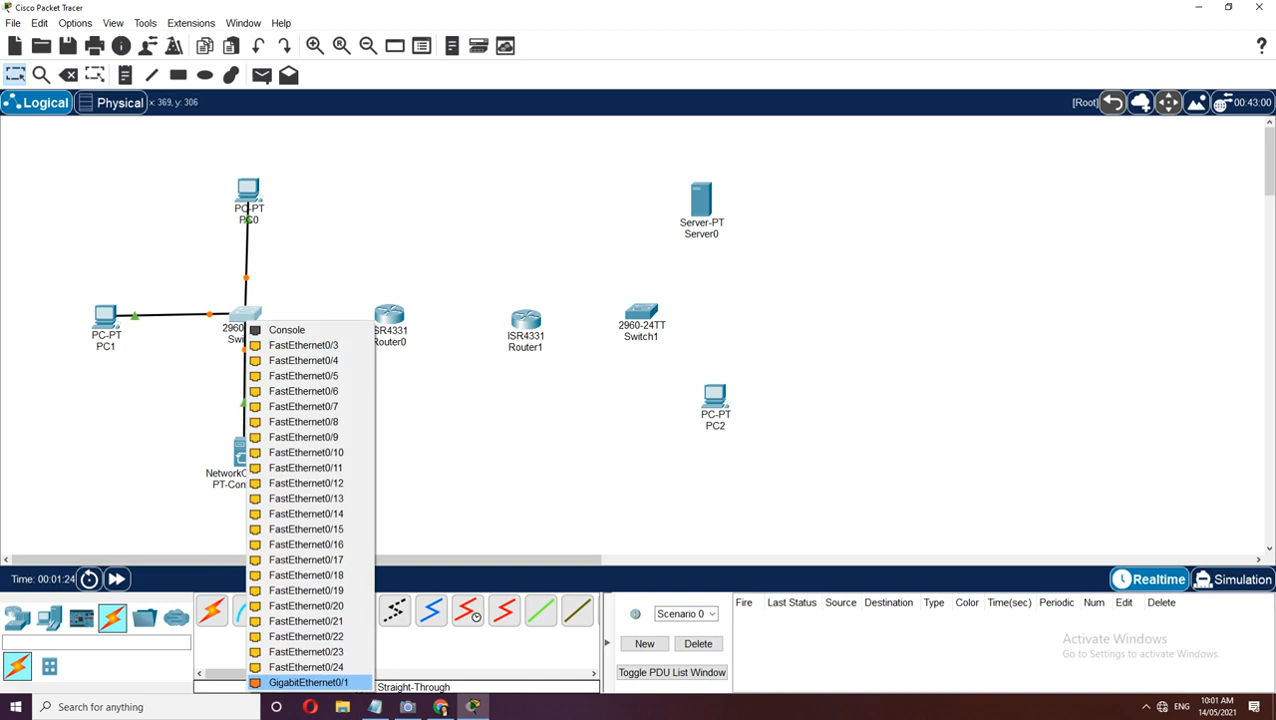 Cisco Packet Tracer
File Edit Options View Tools Extensions Window Help
Logical Physical x: 369, y: 306 [Root] 00:43:00
PC-PT
PC0
Server-PT
Server0
PC-PT
PC1
2960-
Swi
ISR4331
Router0
ISR4331
Router1
2960-24TT
Switch1
PC-PT
PC2
NetworkC
PT-Con
Console
FastEthernet0/3
FastEthernet0/4
FastEthernet0/5
FastEthernet0/6
FastEthernet0/7
FastEthernet0/8
FastEthernet0/9
FastEthernet0/10
FastEthernet0/11
FastEthernet0/12
FastEthernet0/13
FastEthernet0/14
FastEthernet0/15
FastEthernet0/16
FastEthernet0/17
FastEthernet0/18
FastEthernet0/19
FastEthernet0/20
FastEthernet0/21
FastEthernet0/22
FastEthernet0/23
FastEthernet0/24
GigabitEthernet0/1
Time: 00:01:24 Realtime Simulation
Scenario 0
New Delete
Toggle PDU List Window
Fire Last Status Source Destination Type Color Time(sec) Periodic Num Edit Delete
Straight-Through
Activate Windows
Go to Settings to activate Windows.
Search for anything
ENG
10:01 AM
14/05/2021